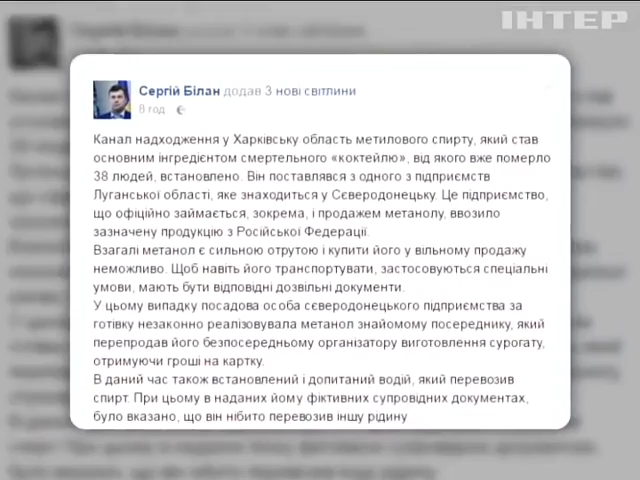 ІНТЕР
Сергій Білан додав 3 нові світлини
8 год
Канал надходження у Харківську область метилового спирту, який став
основним інгредієнтом смертельного «коктейлю», від якого вже померло
38 людей, встановлено. Він поставлявся з одного з підприємств
Луганської області, яке знаходиться у Сєверодонецьку. Це підприємство,
що офіційно займається, зокрема, і продажем метанолу, ввозило
зазначену продукцію з Російської Федерації.
Взагалі метанол є сильною отрутою і купити його у вільному продажу
неможливо. Щоб навіть його транспортувати, застосовуються спеціальні
умови, мають бути відповідні дозвільні документи.
У цьому випадку посадова особа сєверодонецького підприємства за
готівку незаконно реалізовувала метанол знайомому посереднику, який
перепродав його безпосередньому організатору виготовлення сурогату,
отримуючи гроші на картку.
В даний час також встановлений і допитаний водій, який перевозив
спирт. При цьому в наданих йому фіктивних супровідних документах,
було вказано, що він нібито перевозив іншу рідину